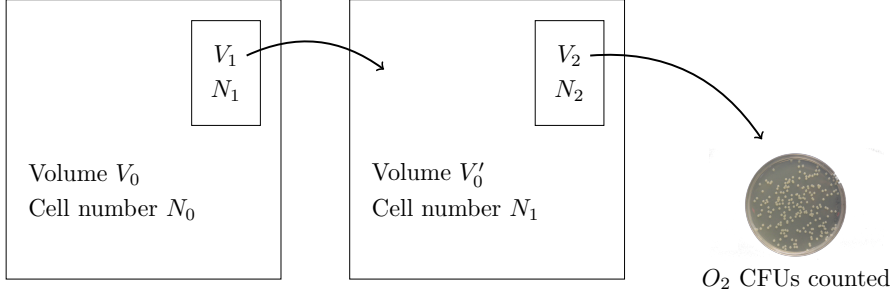 V₁
N₁
Volume V₀
Cell number N₀
V₂
N₂
Volume V₀′
Cell number N₁
O₂ CFUs counted